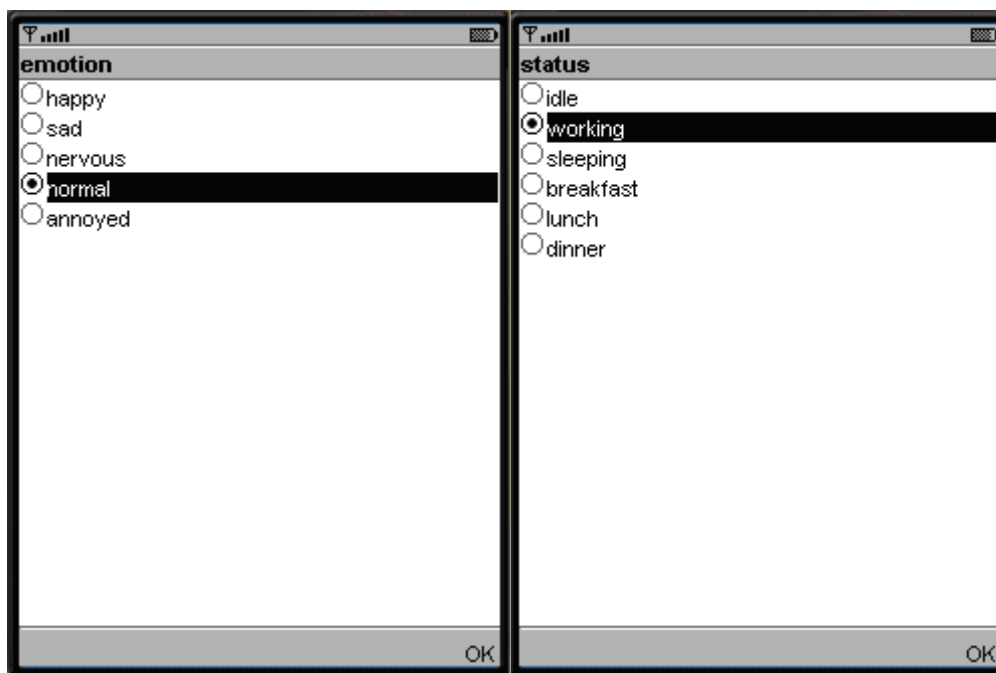 emotion
happy
sad
nervous
normal
annoyed
OK
status
idle
working
sleeping
breakfast
lunch
dinner
OK